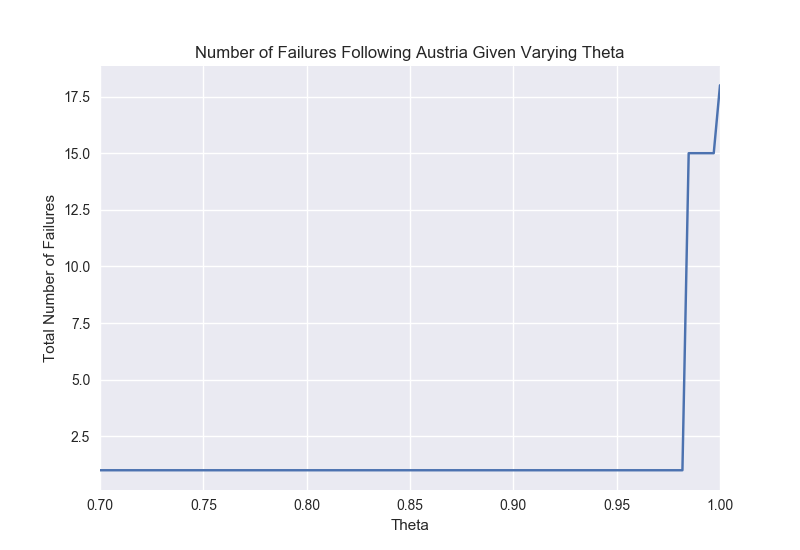 Number of Failures Following Austria Given Varying Theta
Total Number of Failures
17.5
15.0
12.5
10.0
7.5
5.0
2.5
0.70 0.75 0.80 0.85 0.90 0.95 1.00
Theta